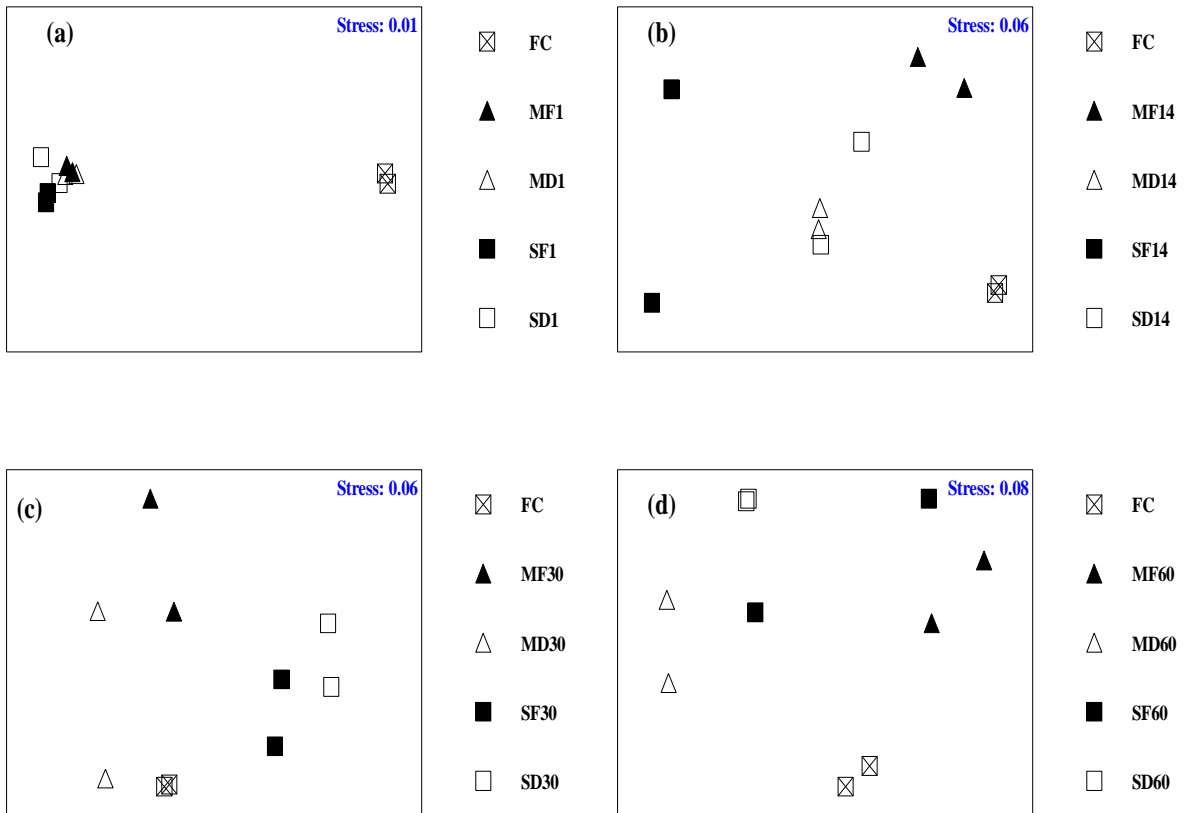 (a)
Stress: 0.01
FC
MF1
MD1
SF1
SD1
(b)
Stress: 0.06
FC
MF14
MD14
SF14
SD14
(c)
Stress: 0.06
FC
MF30
MD30
SF30
SD30
(d)
Stress: 0.08
FC
MF60
MD60
SF60
SD60